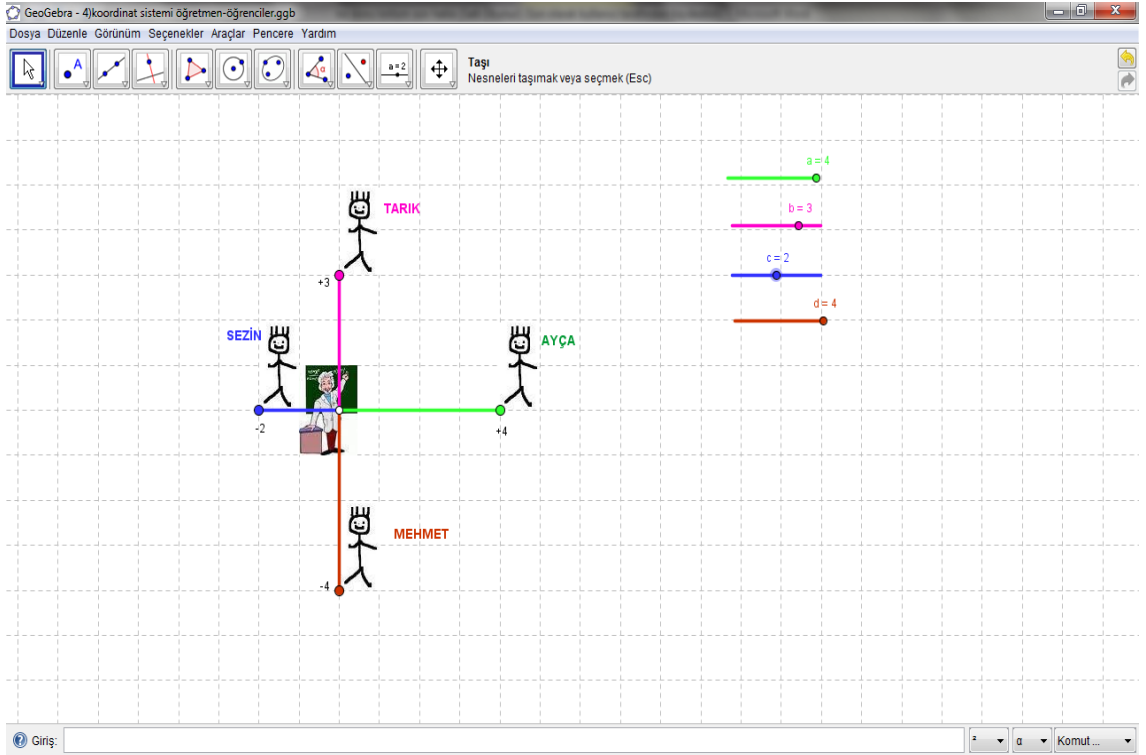 GeoGebra - 4)koordinat sistemi öğretmen-öğrenciler.ggb
Dosya Düzenle Görünüm Seçenekler Araçlar Pencere Yardım
A
α
a = 2
Taşı
Nesneleri taşımak veya seçmek (Esc)
a = 4
TARIK
b = 3
c = 2
+3
d = 4
SEZİN
AYÇA
-2
+4
MEHMET
-4
Giriş:
²
α
Komut ...